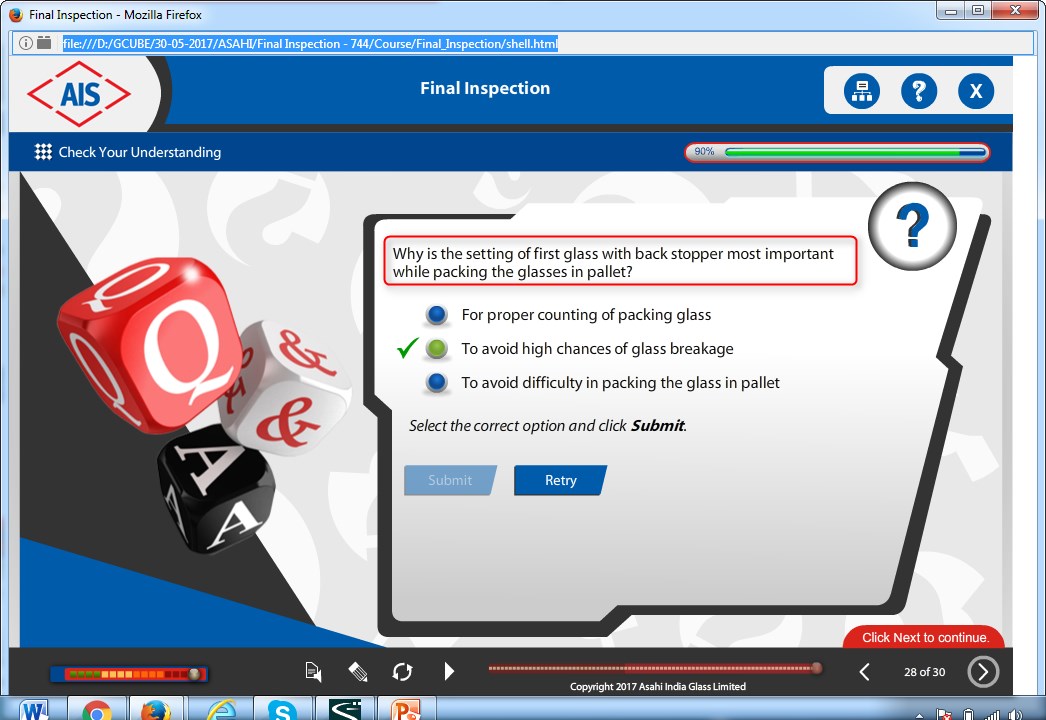 Final Inspection - Mozilla Firefox
file:///D:/GCUBE/30-05-2017/ASAHI/Final Inspection - 744/Course/Final_Inspection/shell.html
AIS
Final Inspection
?
X
Check Your Understanding
90%
?
Why is the setting of first glass with back stopper most important
while packing the glasses in pallet?
For proper counting of packing glass
To avoid high chances of glass breakage
To avoid difficulty in packing the glass in pallet
Select the correct option and click Submit.
Submit
Retry
Q
Q
&
&
A
A
Click Next to continue.
28 of 30
Copyright 2017 Asahi India Glass Limited